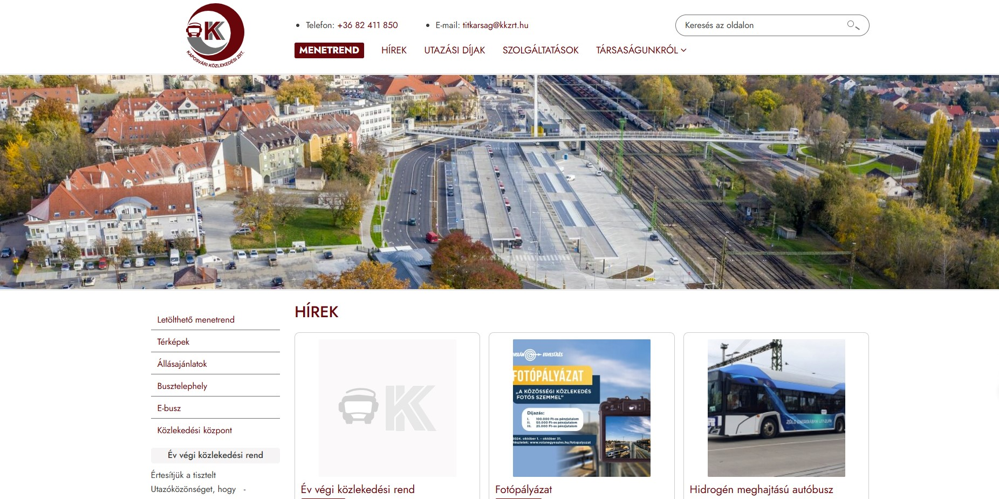 KK
KAPOSVÁRI KÖZLEKEDÉSI ZRT.
Telefon: +36 82 411 850
E-mail: titkarsag@kkzrt.hu
Keresés az oldalon
MENETREND
HÍREK
UTAZÁSI DÍJAK
SZOLGÁLTATÁSOK
TÁRSASÁGUNKRÓL
Letölthető menetrend
Térképek
Állásajánlatok
Busztelephely
E-busz
Közlekedési központ
Év végi közlekedési rend
Értesítjük a tisztelt
Utazóközönséget, hogy -
HÍREK
KK
Év végi közlekedési rend
VOLÁN EGYESÜLÉS
FOTÓPÁLYÁZAT
„A KÖZÖSSÉGI KÖZLEKEDÉS
FOTÓS SZEMMEL"
Díjazás:
I. 100.000 Ft-os pénzjutalom
II. 50.000 Ft-os pénzjutalom
III. 25.000 Ft-os pénzjutalom
2024. október 1. - október 31.
Részletek: www.volanegyesules.hu/fotopalyazat
Fotópályázat
ZÖLD ENERGIÁVAL UTAZUNK
Hidrogén meghajtású autóbusz